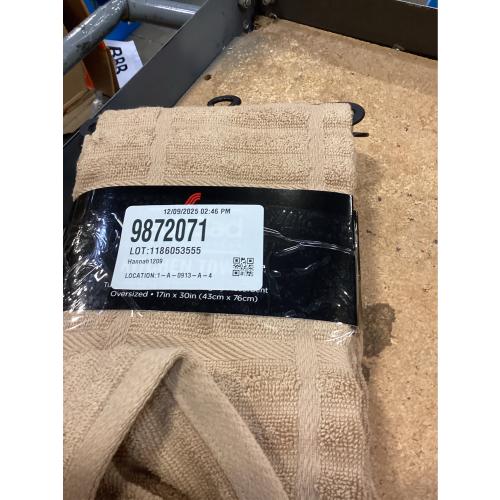 BBB
12/09/2025 02:46 PM
9872071
LOT:1186053555
Hannah1209
LOCATION:1-A-0913-A-4
Oversized • 17in x 30in (43cm x 76cm)